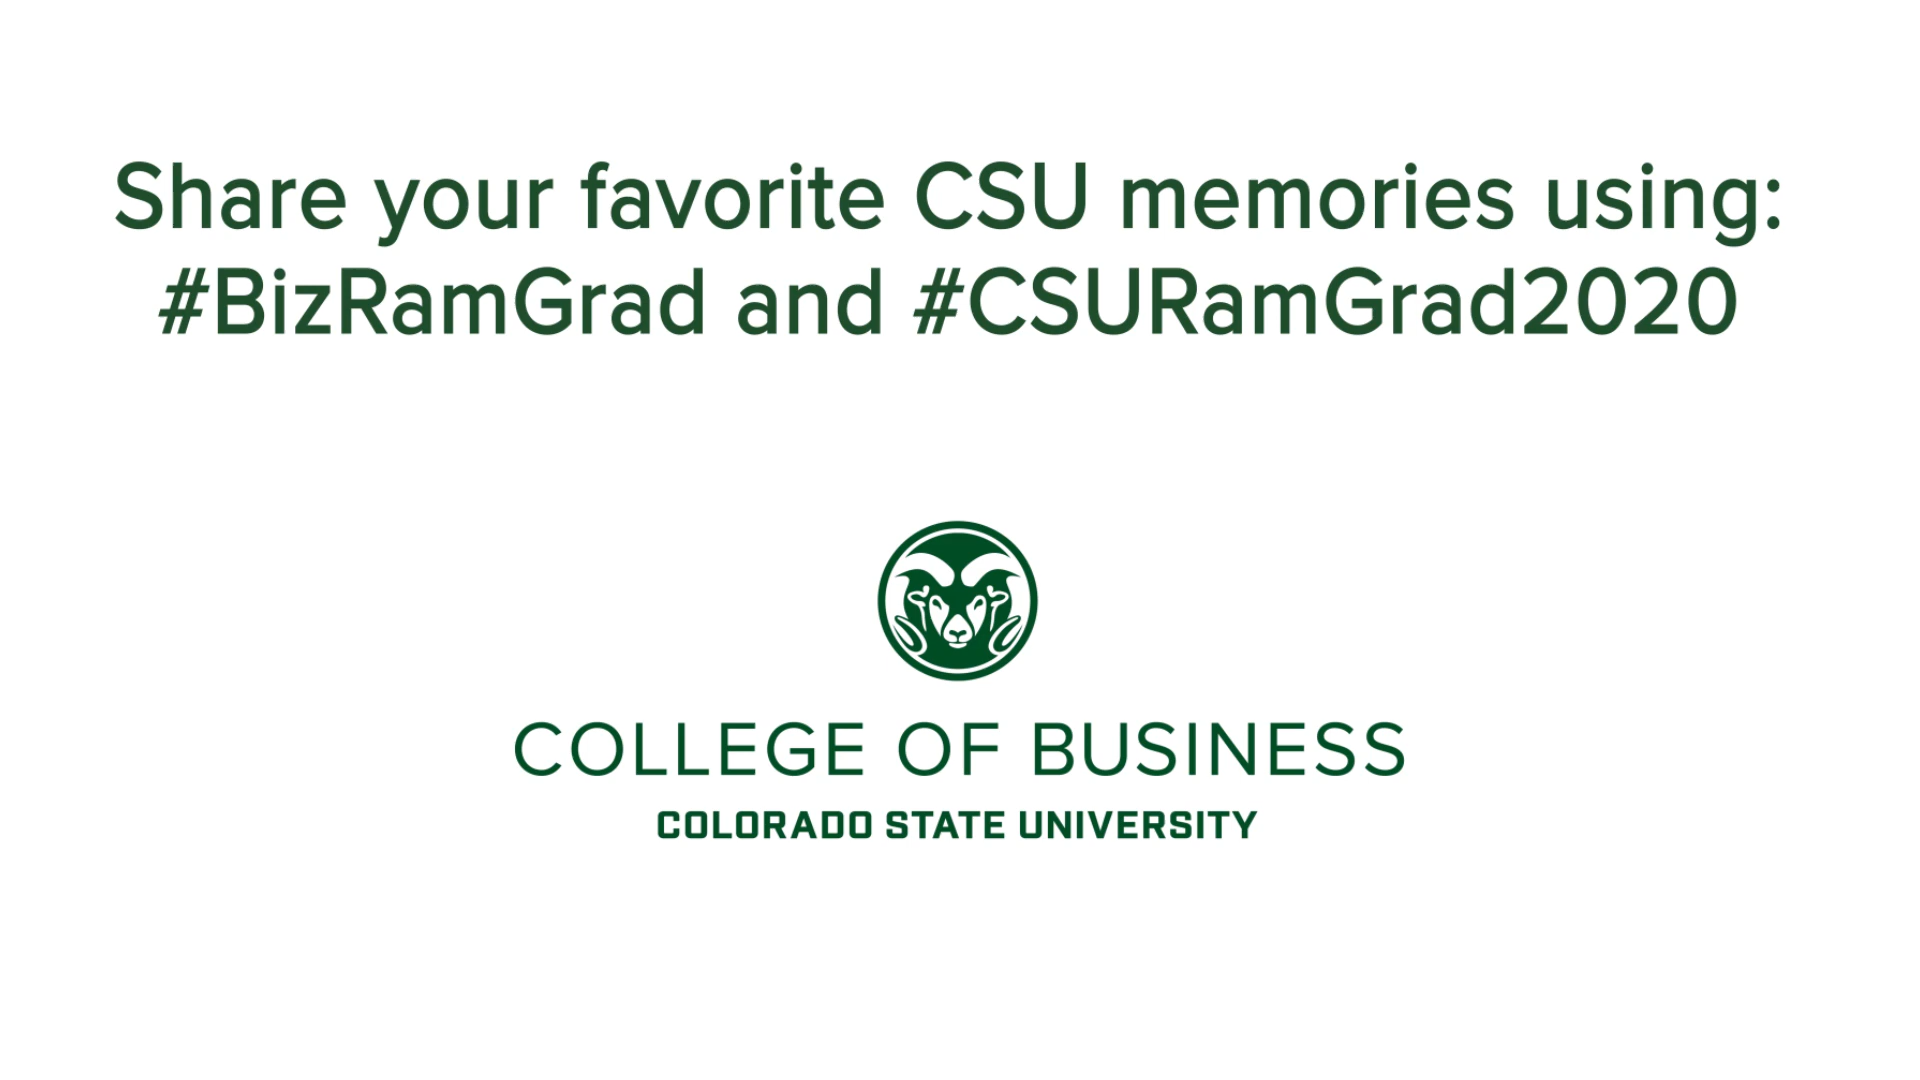 Share your favorite CSU memories using:
#BizRamGrad and #CSURamGrad2020
COLLEGE OF BUSINESS
COLORADO STATE UNIVERSITY